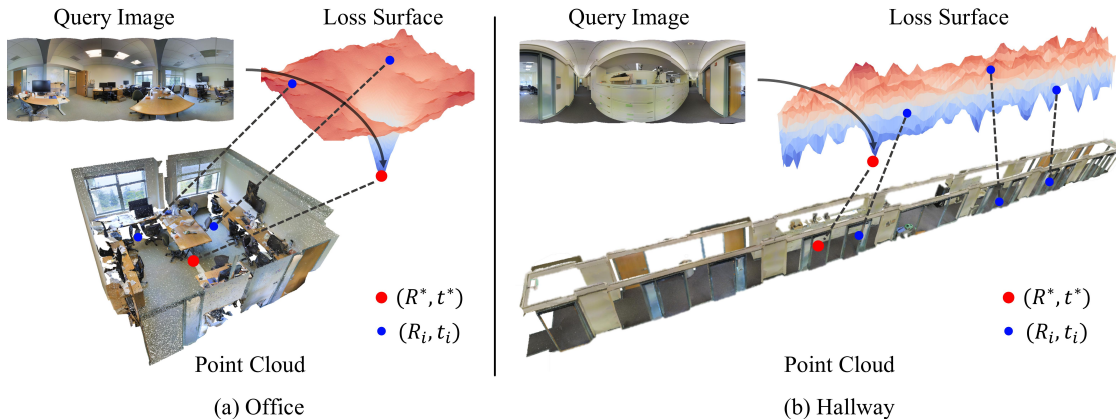 Query Image
Loss Surface
(R*, t*)
(Rᵢ, tᵢ)
Point Cloud
(a) Office
Query Image
Loss Surface
(R*, t*)
(Rᵢ, tᵢ)
Point Cloud
(b) Hallway